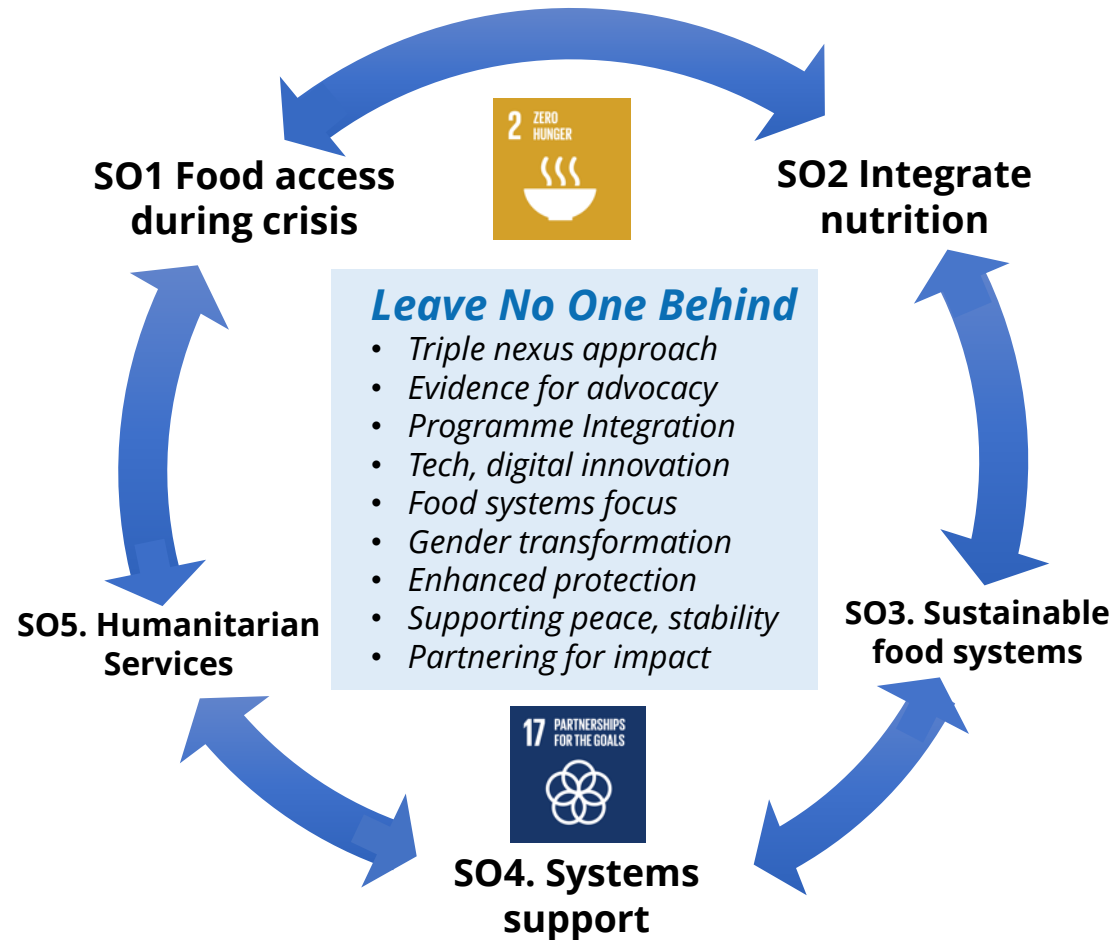 2 ZERO
HUNGER
SO1 Food access
during crisis
SO2 Integrate
nutrition
Leave No One Behind
• Triple nexus approach
• Evidence for advocacy
• Programme Integration
• Tech, digital innovation
• Food systems focus
• Gender transformation
• Enhanced protection
• Supporting peace, stability
• Partnering for impact
SO5. Humanitarian
Services
SO3. Sustainable
food systems
17 PARTNERSHIPS
FOR THE GOALS
SO4. Systems
support